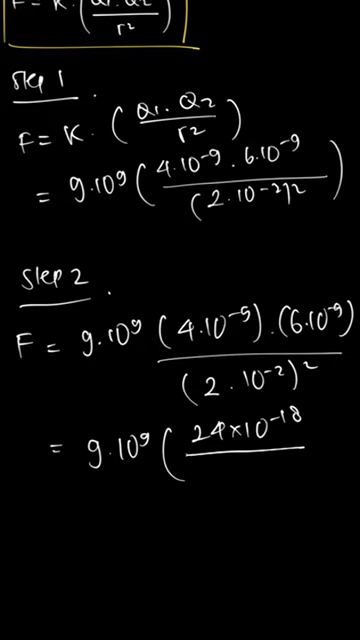 F = K. (Q1. Q2 / r²)
Step 1
F = K. (Q1. Q2 / r²)
= 9.10⁹ (4.10⁻⁹ . 6.10⁻⁹ / (2.10⁻²)²)
Step 2
F = 9.10⁹ (4.10⁻⁹).(6.10⁻⁹) / (2.10⁻²)²
= 9.10⁹ (24×10⁻¹⁸